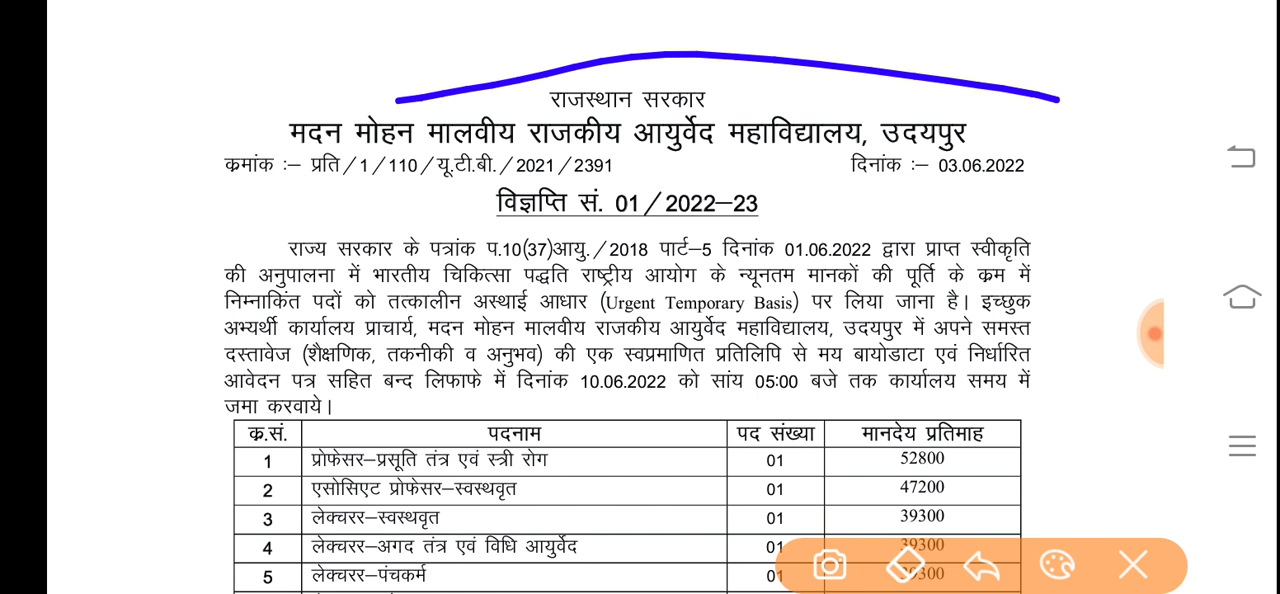 राजस्थान सरकार
मदन मोहन मालवीय राजकीय आयुर्वेद महाविद्यालय, उदयपुर
क्रमांक :– प्रति/1/110/यू.टी.बी./2021/2391 दिनांक :– 03.06.2022
विज्ञप्ति सं. 01/2022–23
राज्य सरकार के पत्रांक प.10(37)आयु./2018 पार्ट–5 दिनांक 01.06.2022 द्वारा प्राप्त स्वीकृति
की अनुपालना में भारतीय चिकित्सा पद्धति राष्ट्रीय आयोग के न्यूनतम मानकों की पूर्ति के क्रम में
निम्नाकिंत पदों को तत्कालीन अस्थाई आधार (Urgent Temporary Basis) पर लिया जाना है। इच्छुक
अभ्यर्थी कार्यालय प्राचार्य, मदन मोहन मालवीय राजकीय आयुर्वेद महाविद्यालय, उदयपुर में अपने समस्त
दस्तावेज (शैक्षणिक, तकनीकी व अनुभव) की एक स्वप्रमाणित प्रतिलिपि से मय बायोडाटा एवं निर्धारित
आवेदन पत्र सहित बन्द लिफाफे में दिनांक 10.06.2022 को सांय 05:00 बजे तक कार्यालय समय में
जमा करवाये।
क्र.सं. पदनाम पद संख्या मानदेय प्रतिमाह
1 प्रोफेसर–प्रसूति तंत्र एवं स्त्री रोग 01 52800
2 एसोसिएट प्रोफेसर–स्वस्थवृत 01 47200
3 लेक्चरर–स्वस्थवृत 01 39300
4 लेक्चरर–अगद तंत्र एवं विधि आयुर्वेद 01 39300
5 लेक्चरर–पंचकर्म 01 39300